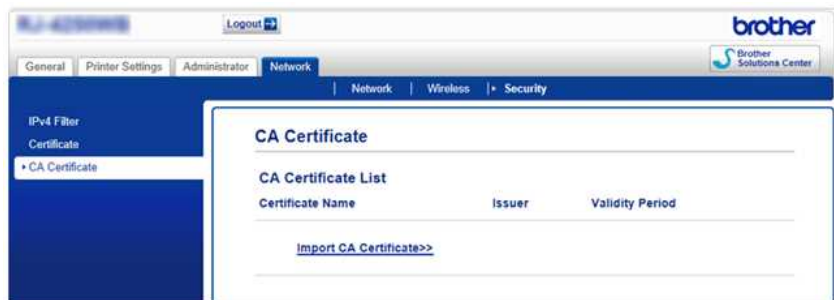 Logout
brother
General Printer Settings Administrator Network
Brother
Solutions Center
Network Wireless Security
IPv4 Filter
Certificate
CA Certificate
CA Certificate
CA Certificate List
Certificate Name Issuer Validity Period
Import CA Certificate>>